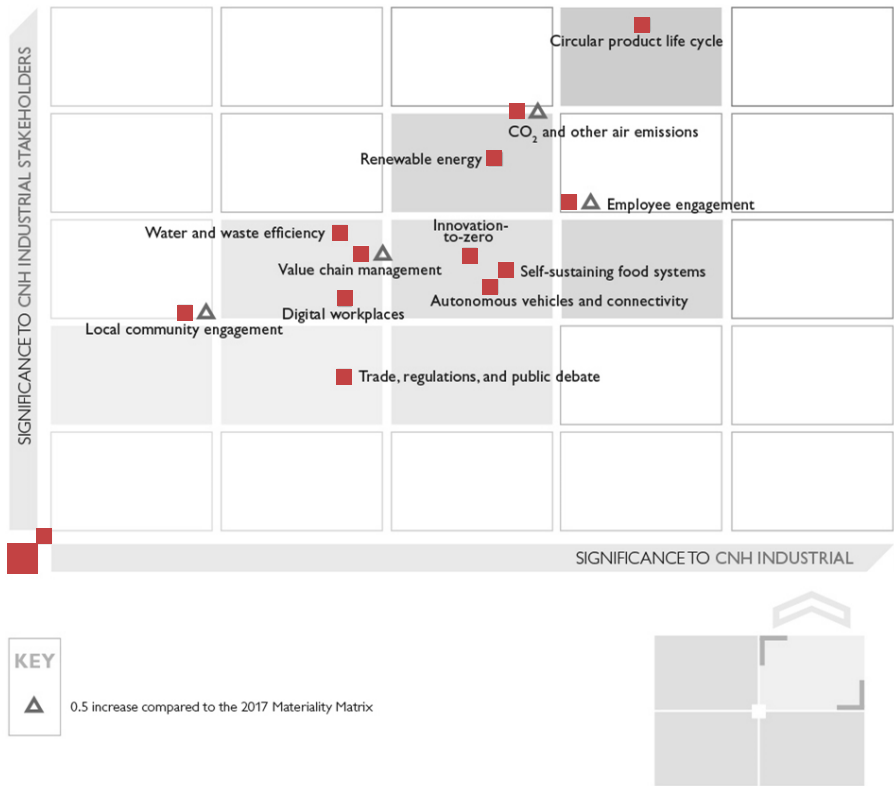 SIGNIFICANCE TO CNH INDUSTRIAL STAKEHOLDERS
Circular product life cycle
CO₂ and other air emissions
Renewable energy
Employee engagement
Water and waste efficiency
Innovation-
to-zero
Value chain management
Self-sustaining food systems
Autonomous vehicles and connectivity
Digital workplaces
Local community engagement
Trade, regulations, and public debate
SIGNIFICANCE TO CNH INDUSTRIAL
KEY
0.5 increase compared to the 2017 Materiality Matrix